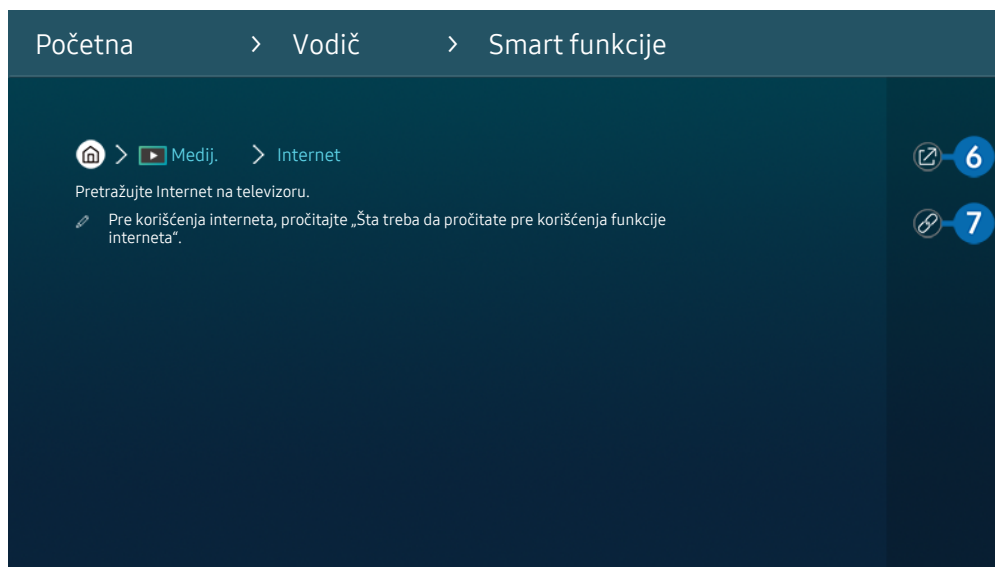 Početna > Vodič > Smart funkcije
> Medij. > Internet
6
Pretražujte Internet na televizoru.
Pre korišćenja interneta, pročitajte „Šta treba da pročitate pre korišćenja funkcije
interneta“.
7